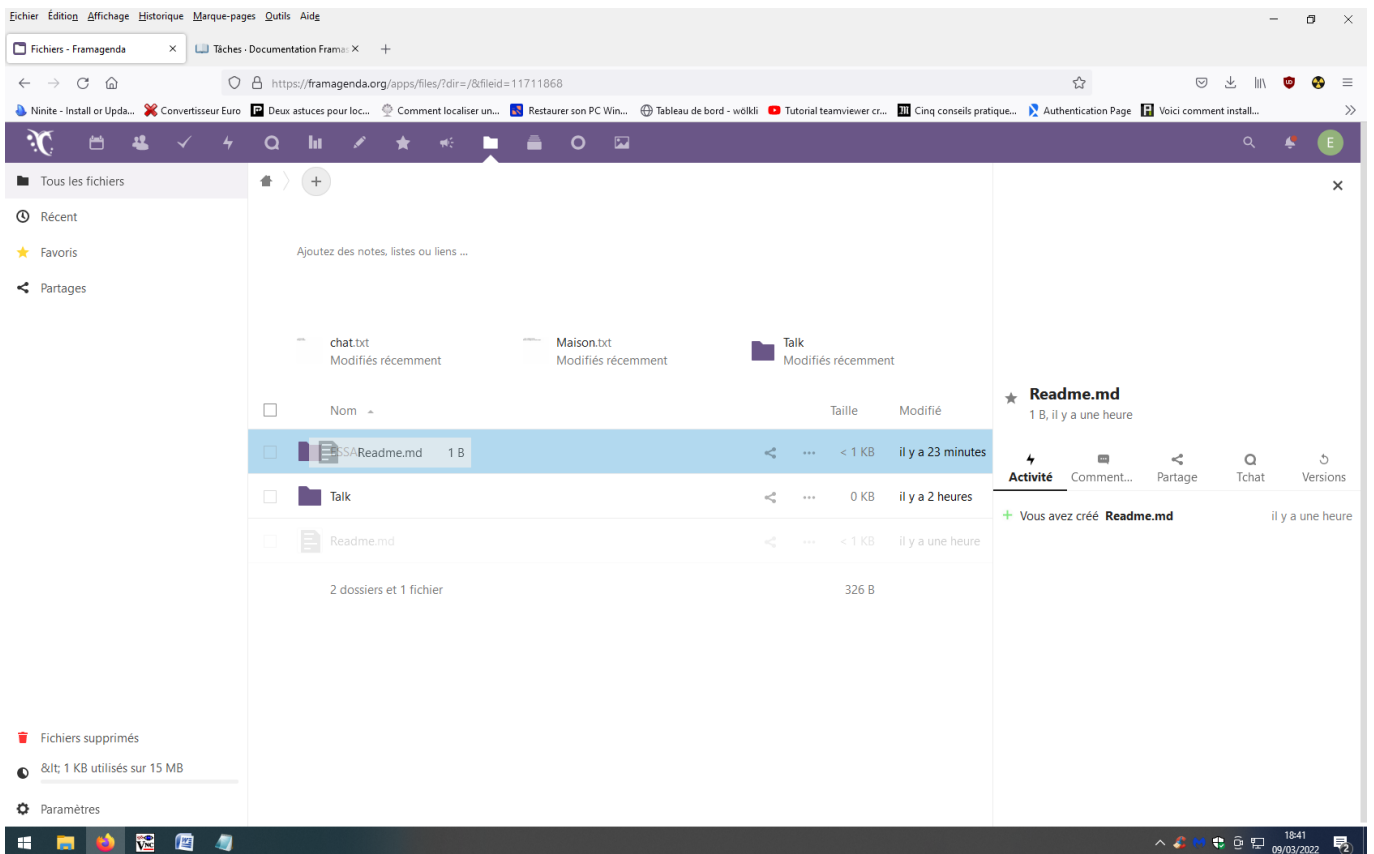 Fichier Édition Affichage Historique Marque-pages Outils Aide
Fichiers - Framagenda Tâches · Documentation Framas
https://framagenda.org/apps/files/?dir=/&fileid=11711868
Ninite - Install or Upda... Convertisseur Euro Deux astuces pour loc... Comment localiser un... Restaurer son PC Win... Tableau de bord - wölkli Tutorial teamviewer cr... Cinq conseils pratique... Authentication Page Voici comment install...
E
Tous les fichiers
Récent
Favoris
Partages
Ajoutez des notes, listes ou liens ...
chat.txt Maison.txt Talk
Modifiés récemment Modifiés récemment Modifiés récemment
Readme.md
1 B, il y a une heure
Nom Taille Modifié
Readme.md 1 B < 1 KB il y a 23 minutes
Activité Comment... Partage Tchat Versions
Talk 0 KB il y a 2 heures
Vous avez créé Readme.md il y a une heure
Readme.md < 1 KB il y a une heure
2 dossiers et 1 fichier 326 B
Fichiers supprimés
&lt; 1 KB utilisés sur 15 MB
Paramètres
VNC
18:41
09/03/2022
2